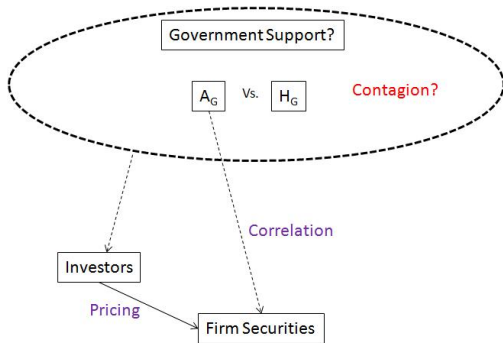 Government Support?
A_G Vs. H_G Contagion?
Correlation
Investors
Pricing
Firm Securities